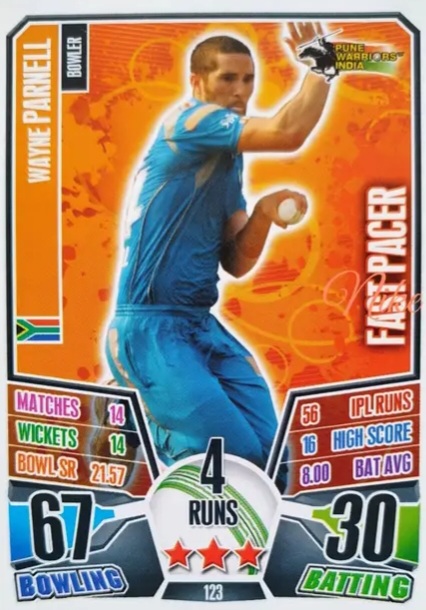 WAYNE PARNELL
BOWLER
PUNE
WARRIORS
INDIA
FAST PACER
MATCHES 14
WICKETS 14
BOWL SR 21.57
56 IPL RUNS
16 HIGH SCORE
8.00 BAT AVG
4
RUNS
67
BOWLING
30
BATTING
123